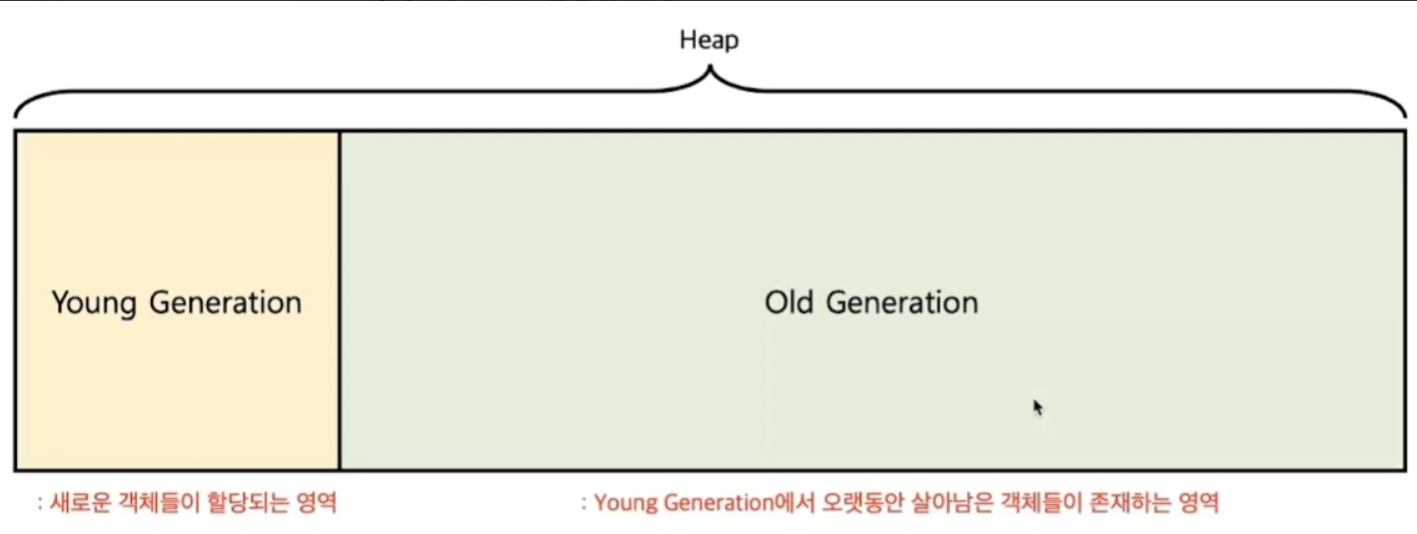 Heap
Young Generation
Old Generation
: 새로운 객체들이 할당되는 영역
: Young Generation에서 오랫동안 살아남은 객체들이 존재하는 영역